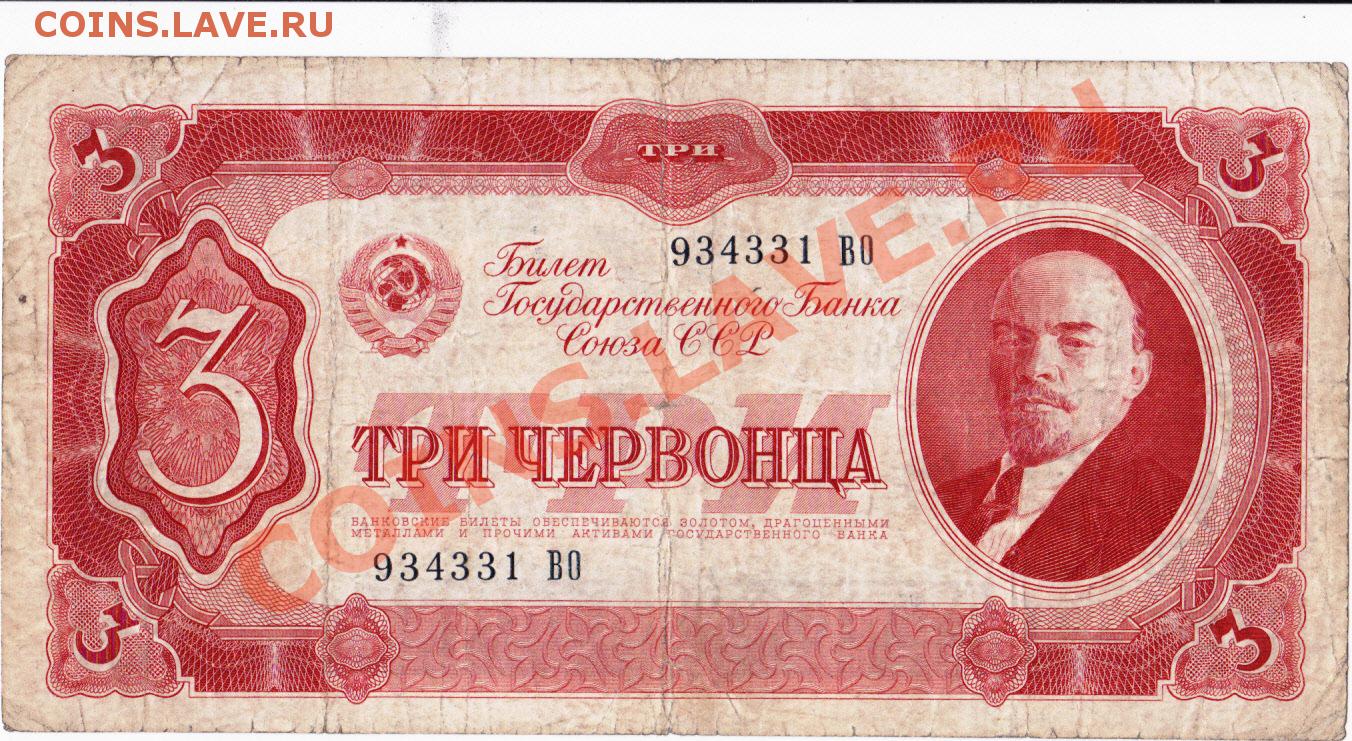 COINS.LAVE.RU
3
ТРИ
3
934331 ВО
Билет
Государственного Банка
Союза ССР
3
ТРИ
ТРИ ЧЕРВОНЦА
БАНКОВСКИЕ БИЛЕТЫ ОБЕСПЕЧИВАЮТСЯ ЗОЛОТОМ, ДРАГОЦЕННЫМИ
МЕТАЛЛАМИ И ПРОЧИМИ АКТИВАМИ ГОСУДАРСТВЕННОГО БАНКА
934331 ВО
3
3
COINS.LAVE.RU